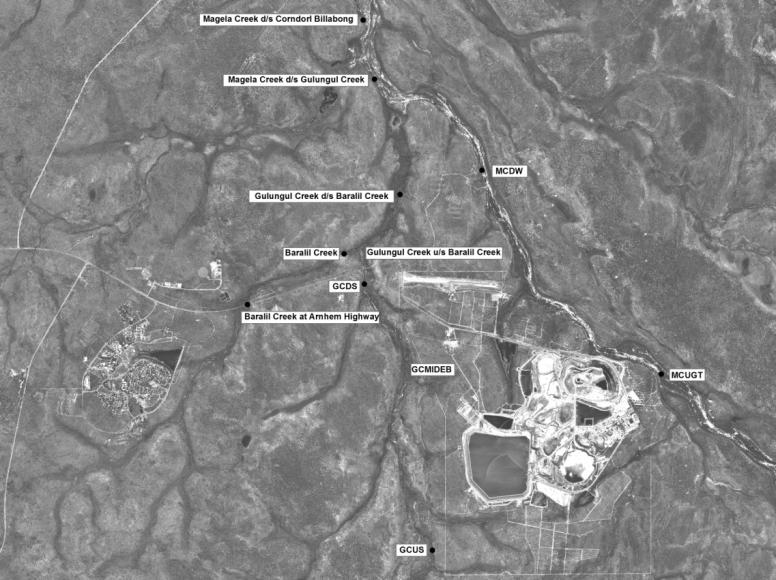 Magela Creek d/s Corndorl Billabong
Magela Creek d/s Gulungul Creek
MCDW
Gulungul Creek d/s Baralil Creek
Baralil Creek
Gulungul Creek u/s Baralil Creek
GCDS
Baralil Creek at Arnhem Highway
GCMIDEB
MCUGT
GCUS